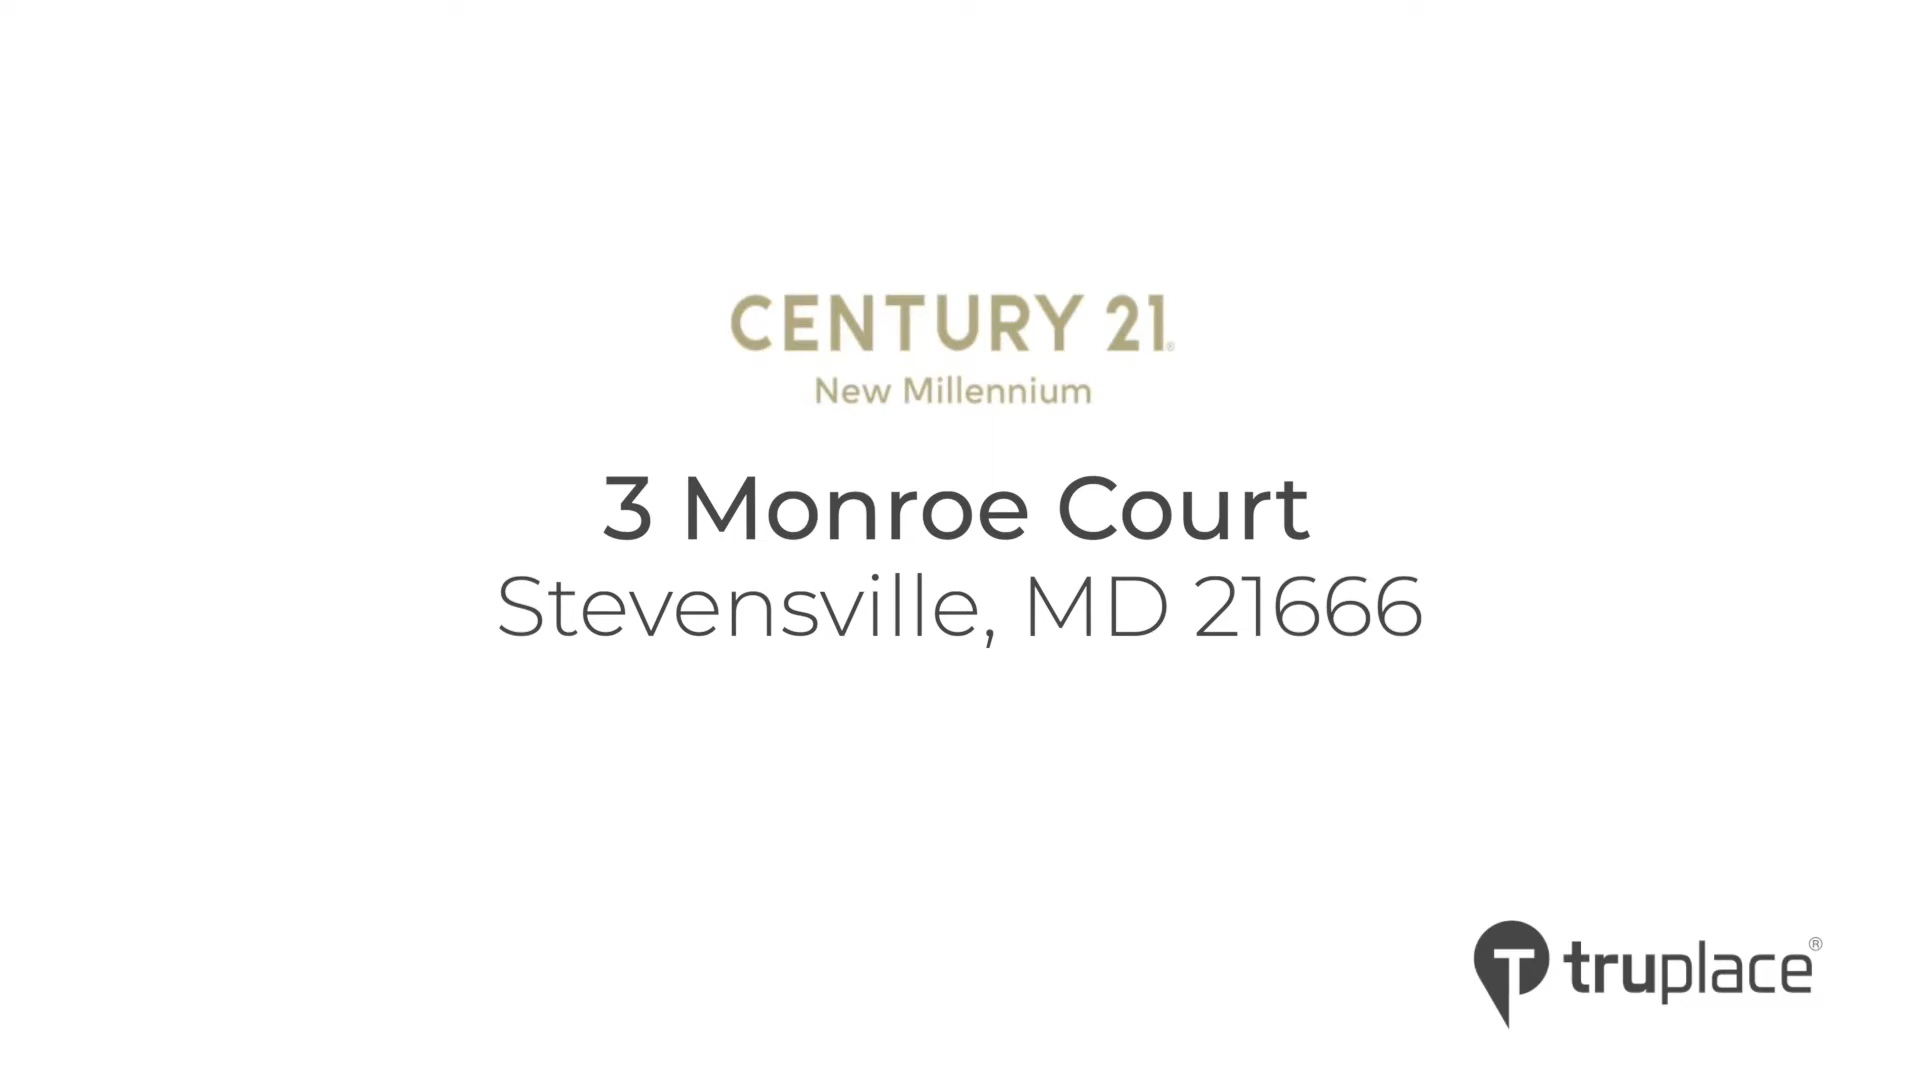 CENTURY 21®
New Millennium
3 Monroe Court
Stevensville, MD 21666
truplace®